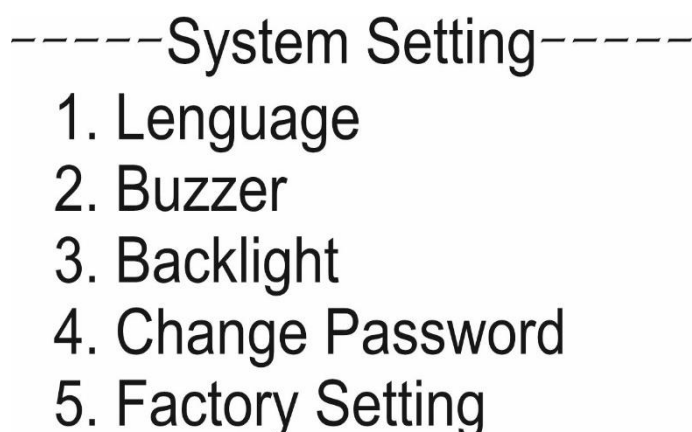 -----System Setting-----
1. Lenguage
2. Buzzer
3. Backlight
4. Change Password
5. Factory Setting